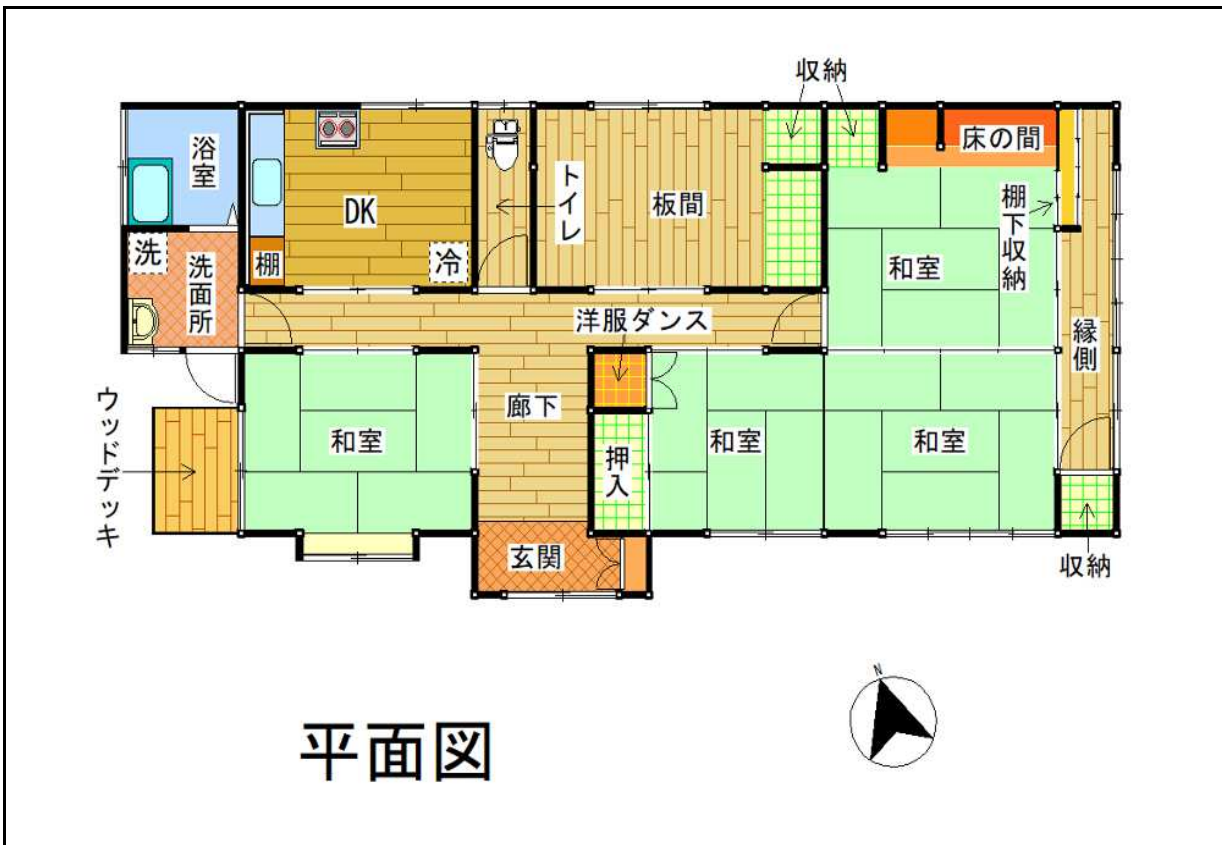 収納
浴室
床の間
トイレ
DK
板間
棚下収納
洗
洗面所
棚
冷
和室
縁側
洋服ダンス
ウッドデッキ
和室
廊下
押入
和室
和室
玄関
収納
N
平面図